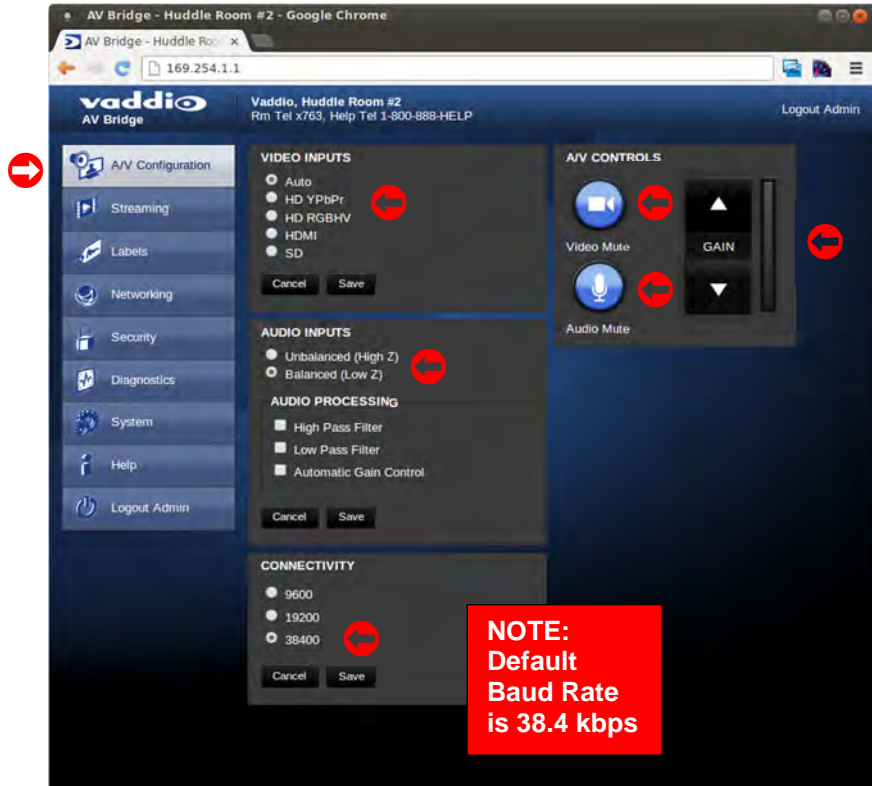 AV Bridge - Huddle Room #2 - Google Chrome
AV Bridge - Huddle Roo
169.254.1.1
vaddio
AV Bridge
Vaddio, Huddle Room #2
Rm Tel x763, Help Tel 1-800-888-HELP
Logout Admin
A/V Configuration
Streaming
Labels
Networking
Security
Diagnostics
System
Help
Logout Admin
VIDEO INPUTS
Auto
HD YPbPr
HD RGBHV
HDMI
SD
Cancel Save
AUDIO INPUTS
Unbalanced (High Z)
Balanced (Low Z)
AUDIO PROCESSING
High Pass Filter
Low Pass Filter
Automatic Gain Control
Cancel Save
CONNECTIVITY
9600
19200
38400
Cancel Save
A/V CONTROLS
Video Mute
GAIN
Audio Mute
NOTE:
Default
Baud Rate
is 38.4 kbps